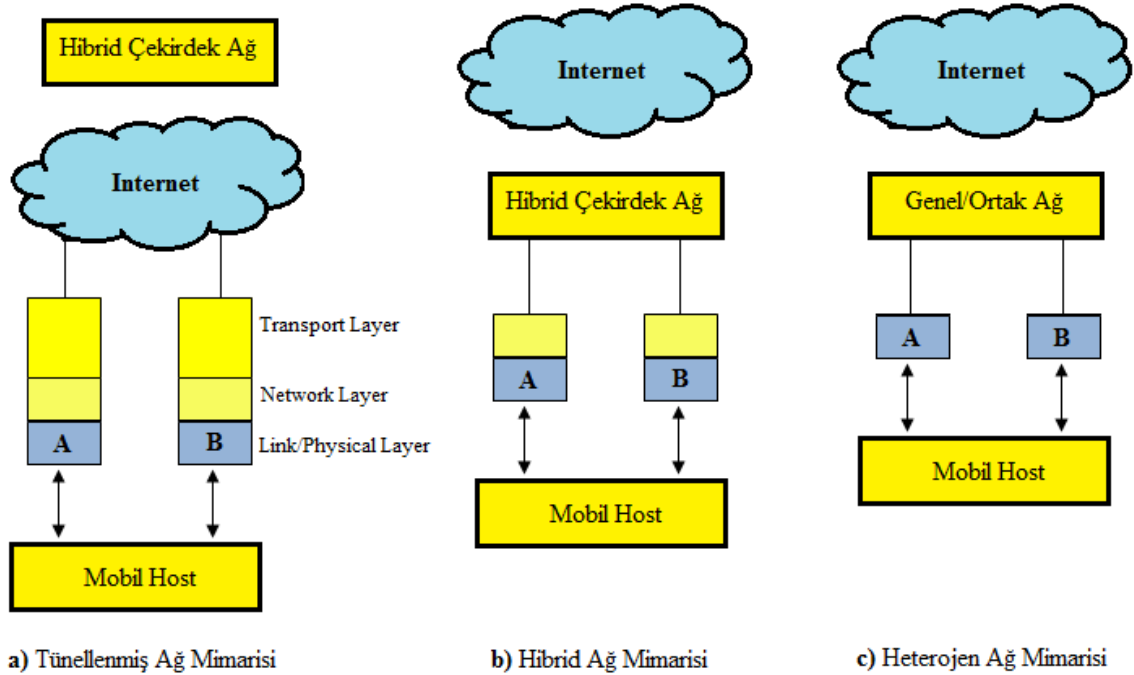 Hibrid Çekirdek Ağ
Internet
Transport Layer
Network Layer
A
B
Link/Physical Layer
Mobil Host
a) Tünellenmiş Ağ Mimarisi
Internet
Hibrid Çekirdek Ağ
A
B
Mobil Host
b) Hibrid Ağ Mimarisi
Internet
Genel/Ortak Ağ
A
B
Mobil Host
c) Heterojen Ağ Mimarisi